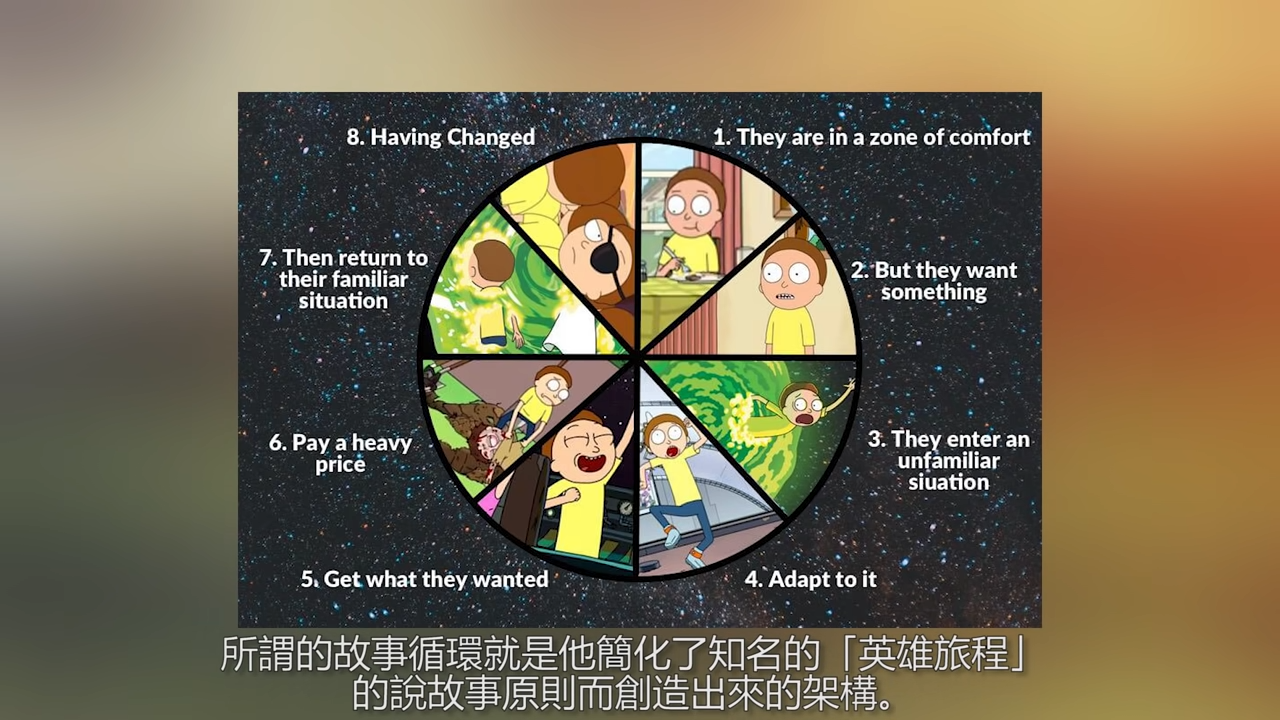 8. Having Changed
1. They are in a zone of comfort
7. Then return to
their familiar
situation
2. But they want
something
6. Pay a heavy
price
3. They enter an
unfamiliar
siuation
5. Get what they wanted
4. Adapt to it
所謂的故事循環就是他簡化了知名的「英雄旅程」
的說故事原則而創造出來的架構。